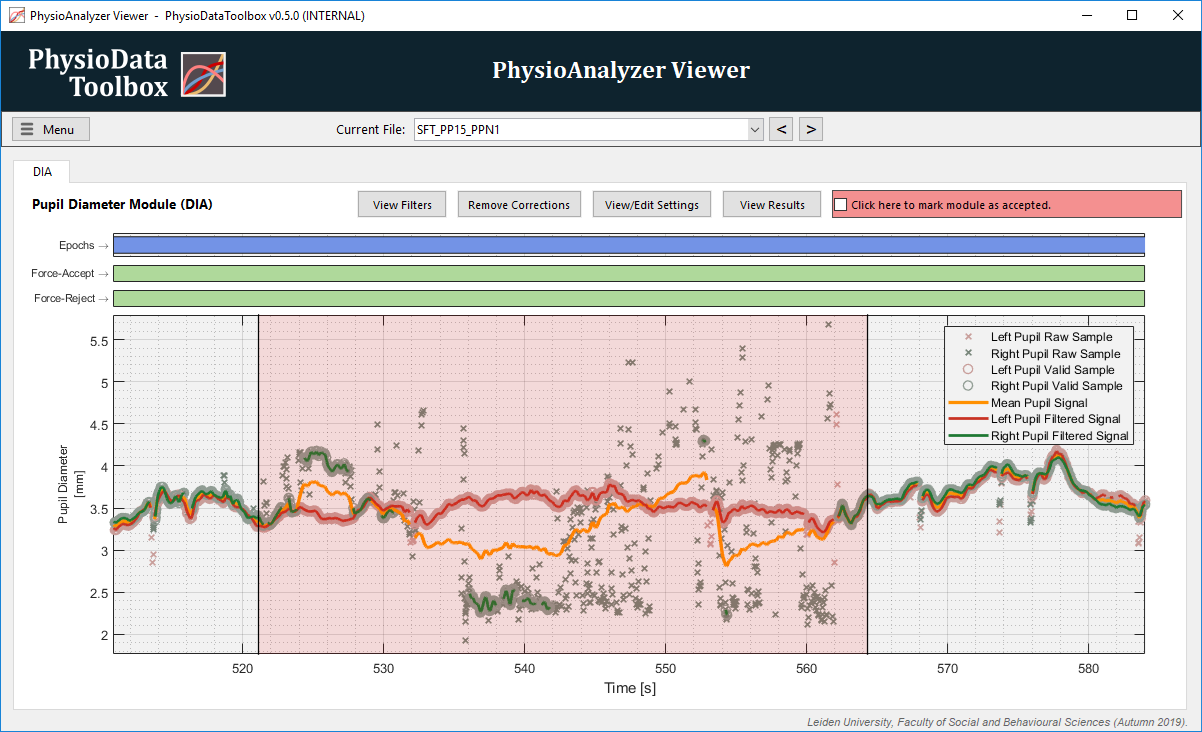 PhysioAnalyzer Viewer - PhysioDataToolbox v0.5.0 (INTERNAL)
PhysioData
Toolbox
PhysioAnalyzer Viewer
Menu
Current File:
SFT_PP15_PPN1
<
>
DIA
Pupil Diameter Module (DIA)
View Filters
Remove Corrections
View/Edit Settings
View Results
Click here to mark module as accepted.
Epochs →
Force-Accept →
Force-Reject →
Left Pupil Raw Sample
Right Pupil Raw Sample
Left Pupil Valid Sample
Right Pupil Valid Sample
Mean Pupil Signal
Left Pupil Filtered Signal
Right Pupil Filtered Signal
Pupil Diameter
[mm]
5.5
5
4.5
4
3.5
3
2.5
2
520
530
540
550
560
570
580
Time [s]
Leiden University, Faculty of Social and Behavioural Sciences (Autumn 2019).